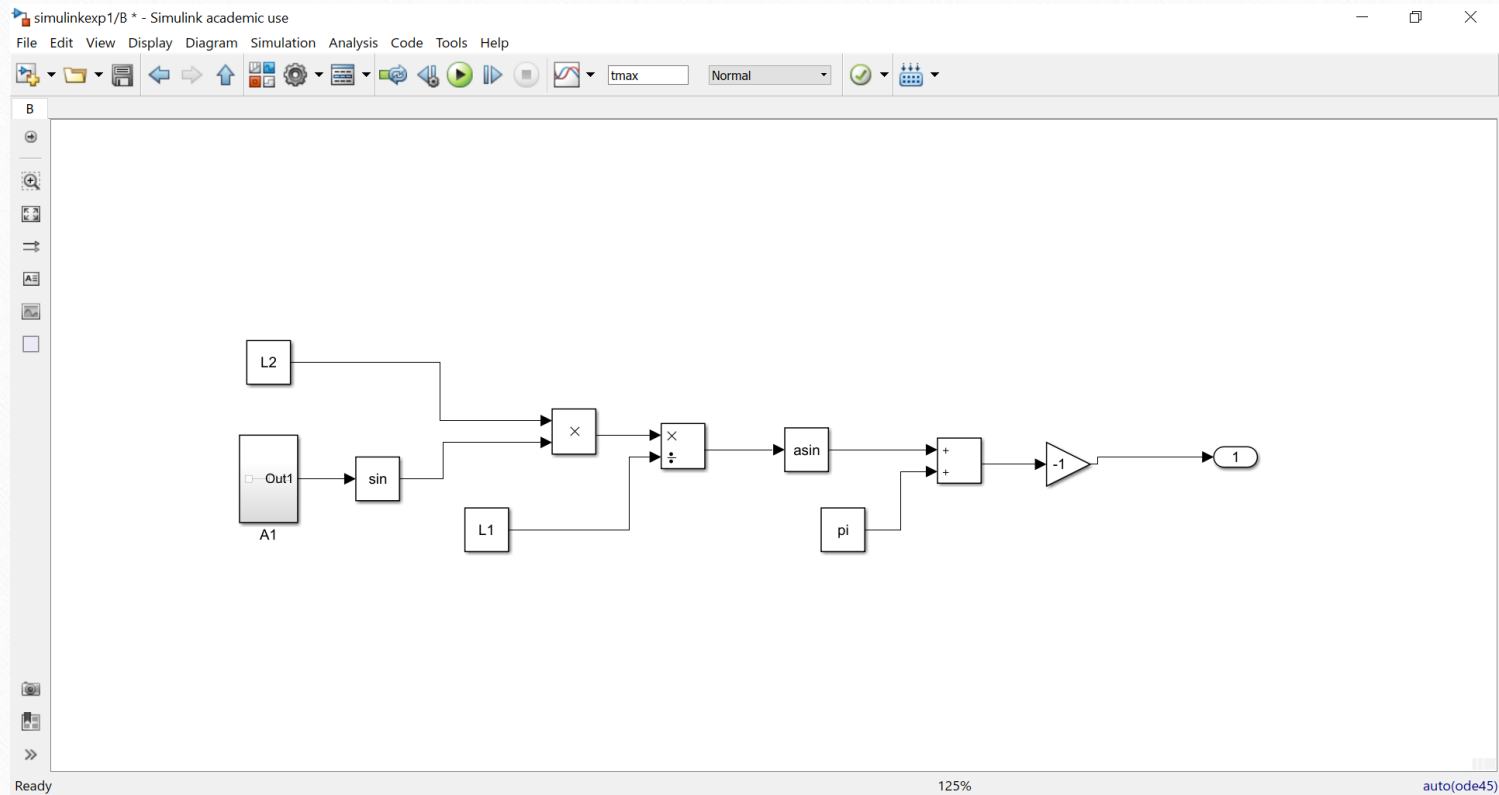 simulinkexp1/B * - Simulink academic use
File Edit View Display Diagram Simulation Analysis Code Tools Help
tmax Normal
B
L2
× × ÷
Out1 sin asin + + -1 1
A1 L1 pi
Ready 125% auto(ode45)